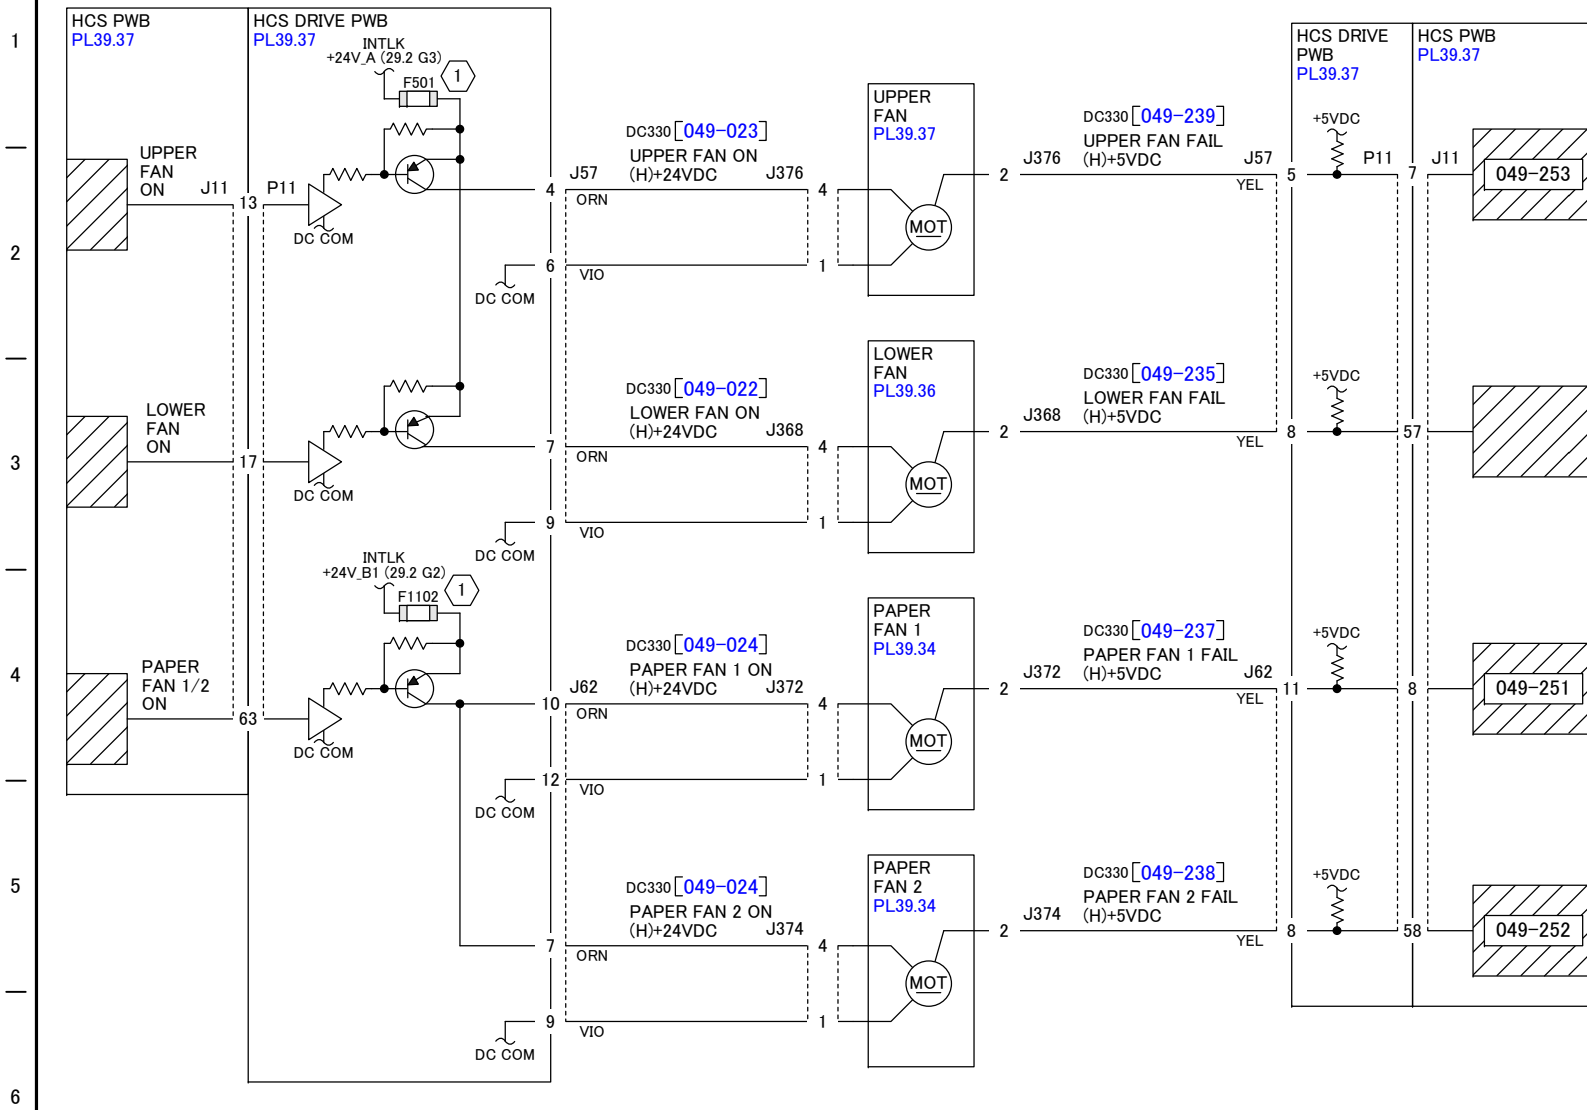 1
2
3
4
5
6
HCS PWB
PL39.37
HCS DRIVE PWB
PL39.37
INTLK
+24V_A (29.2 G3)
F501
1
UPPER
FAN
ON
J11
13
P11
DC COM
4
J57
ORN
DC330[049-023]
UPPER FAN ON
(H)+24VDC
J376
4
DC COM
6
VIO
1
UPPER
FAN
PL39.37
MOT
2
J376
DC330[049-239]
UPPER FAN FAIL
(H)+5VDC
J57
YEL
5
HCS DRIVE
PWB
PL39.37
+5VDC
P11
7
HCS PWB
PL39.37
J11
049-253
LOWER
FAN
ON
17
DC COM
7
ORN
DC330[049-022]
LOWER FAN ON
(H)+24VDC
J368
4
DC COM
9
VIO
1
LOWER
FAN
PL39.36
MOT
2
J368
DC330[049-235]
LOWER FAN FAIL
(H)+5VDC
YEL
8
+5VDC
57
INTLK
+24V_B1 (29.2 G2)
F1102
1
PAPER
FAN 1/2
ON
63
DC COM
10
J62
ORN
DC330[049-024]
PAPER FAN 1 ON
(H)+24VDC
J372
4
DC COM
12
VIO
1
PAPER
FAN 1
PL39.34
MOT
2
J372
DC330[049-237]
PAPER FAN 1 FAIL
(H)+5VDC
J62
YEL
11
+5VDC
8
049-251
7
ORN
DC330[049-024]
PAPER FAN 2 ON
(H)+24VDC
J374
4
DC COM
9
VIO
1
PAPER
FAN 2
PL39.34
MOT
2
J374
DC330[049-238]
PAPER FAN 2 FAIL
(H)+5VDC
YEL
8
+5VDC
58
049-252